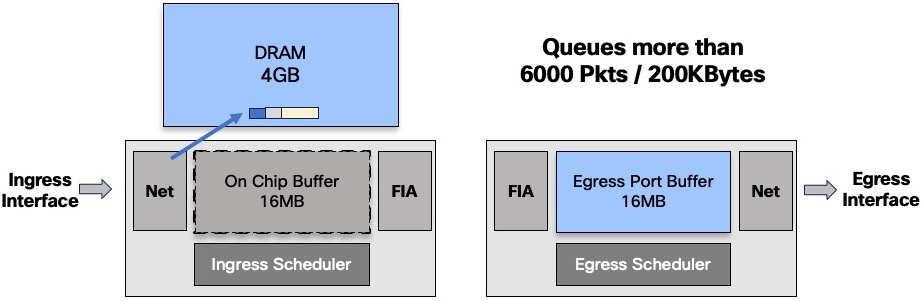 DRAM
4GB
Queues more than
6000 Pkts / 200KBytes
Ingress
Interface
Net
On Chip Buffer
16MB
FIA
Ingress Scheduler
FIA
Egress Port Buffer
16MB
Net
Egress Scheduler
Egress
Interface